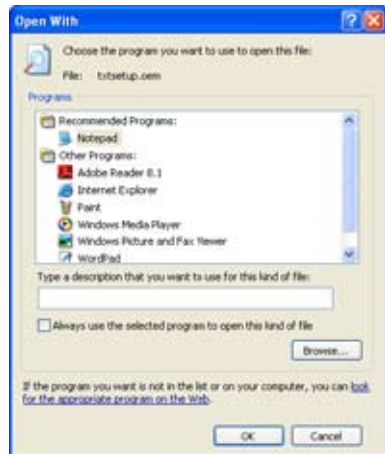 Open With
Choose the program you want to use to open this file:
File: txtsetup.oem
Programs
Recommended Programs:
Notepad
Other Programs:
Adobe Reader 8.1
Internet Explorer
Paint
Windows Media Player
Windows Picture and Fax Viewer
WordPad
Type a description that you want to use for this kind of file:
Always use the selected program to open this kind of file
Browse...
If the program you want is not in the list or on your computer, you can look
for the appropriate program on the Web.
OK
Cancel